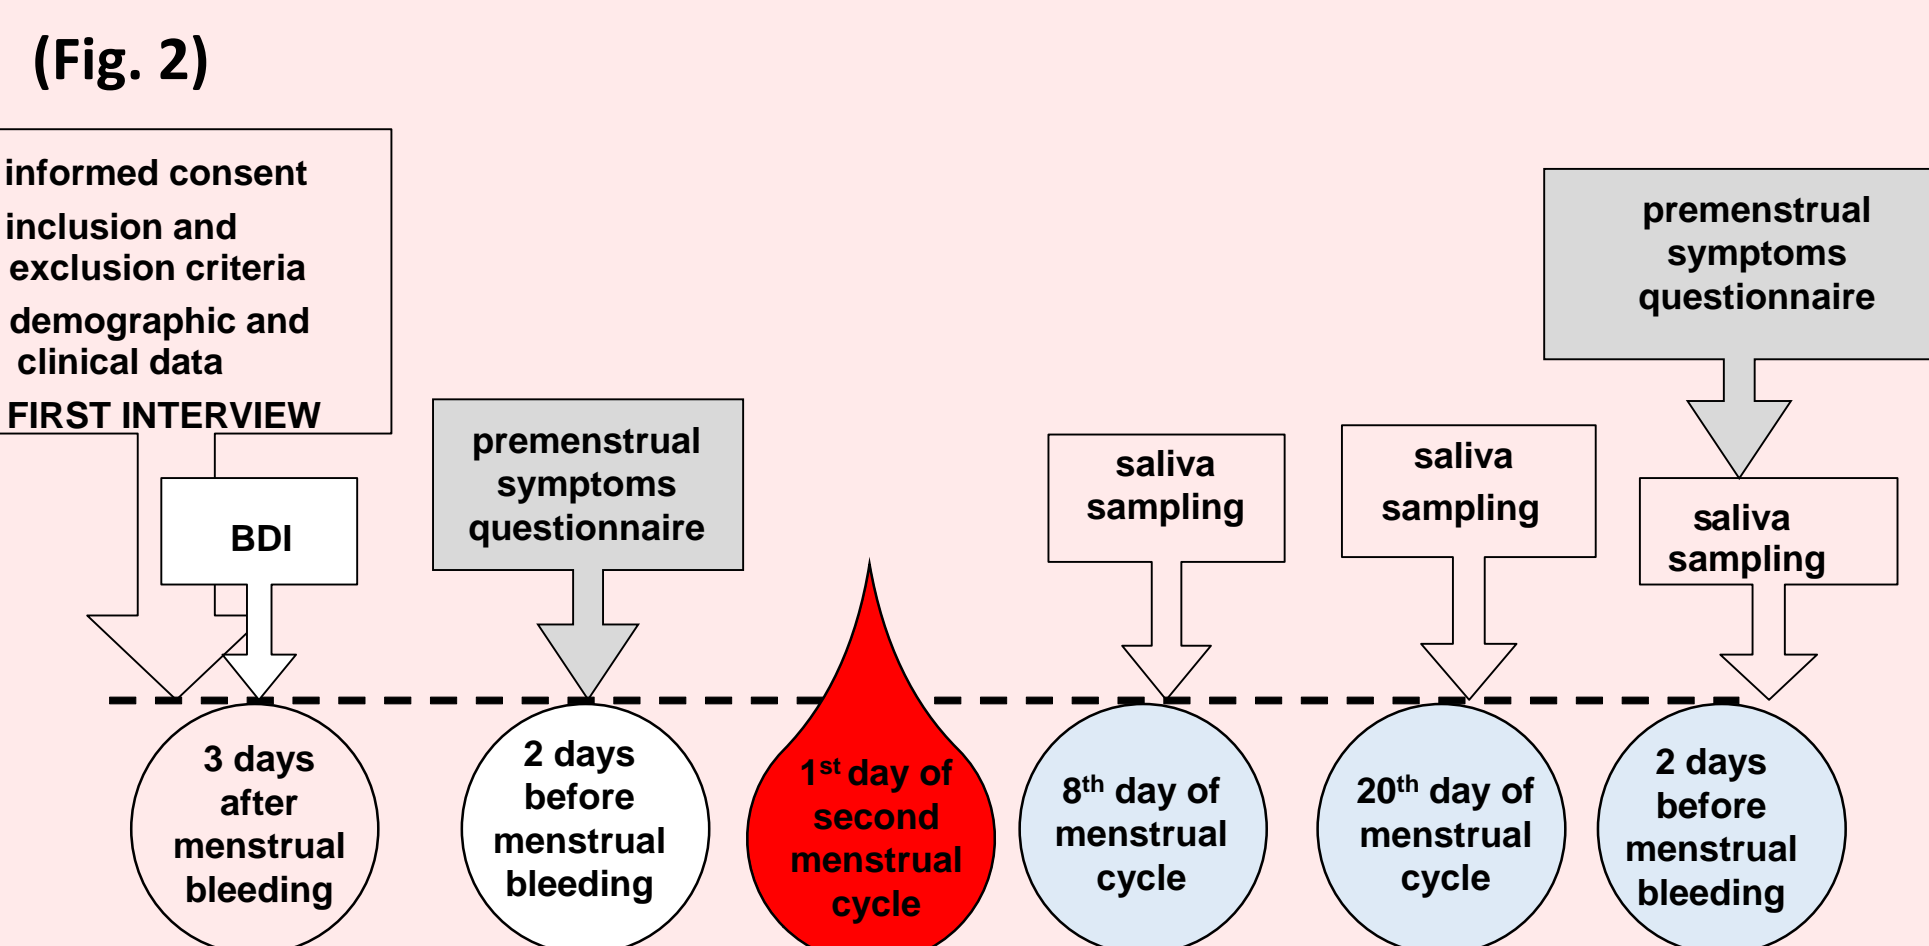 (Fig. 2)
informed consent
inclusion and
exclusion criteria
demographic and
clinical data
FIRST INTERVIEW
BDI
premenstrual
symptoms
questionnaire
saliva
sampling
saliva
sampling
premenstrual
symptoms
questionnaire
saliva
sampling
3 days
after
menstrual
bleeding
2 days
before
menstrual
bleeding
1st day of
second
menstrual
cycle
8th day of
menstrual
cycle
20th day of
menstrual
cycle
2 days
before
menstrual
bleeding